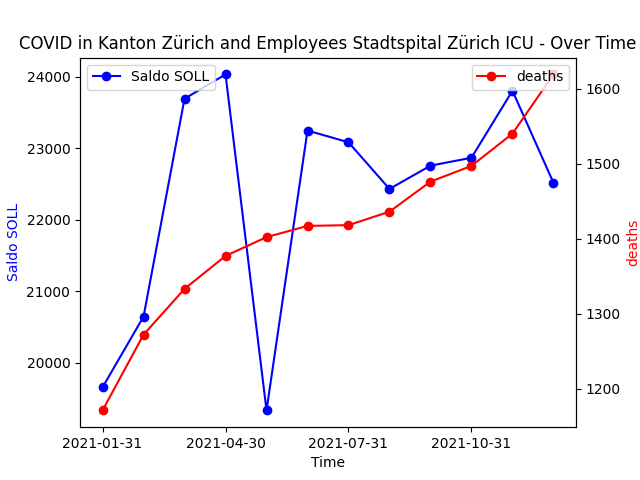 COVID in Kanton Zürich and Employees Stadtspital Zürich ICU - Over Time
Saldo SOLL
deaths
24000
23000
22000
21000
20000
Saldo SOLL
1600
1500
1400
1300
1200
deaths
2021-01-31
2021-04-30
2021-07-31
2021-10-31
Time